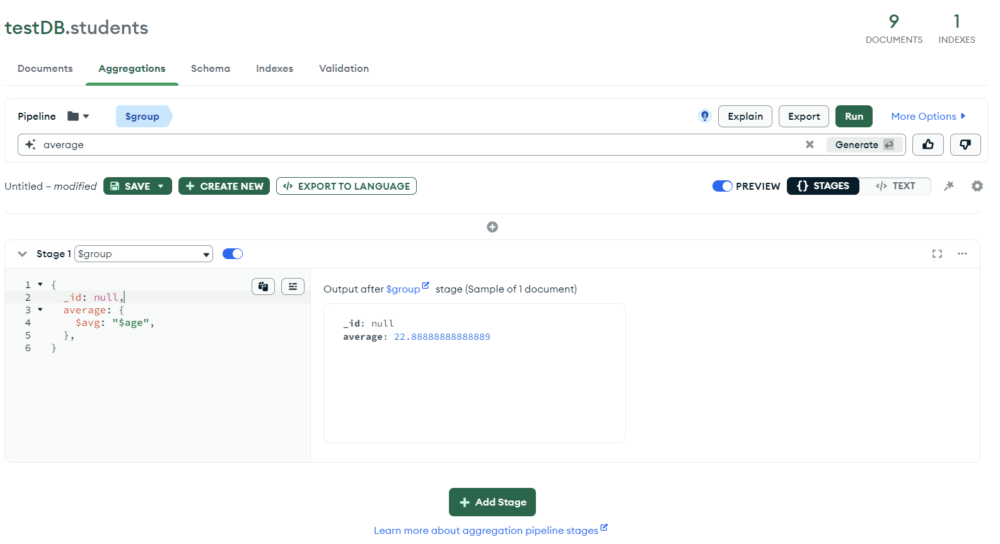 testDB.students
9
DOCUMENTS
1
INDEXES
Documents Aggregations Schema Indexes Validation
Pipeline $group Explain Export Run More Options
average Generate
Untitled – modified SAVE CREATE NEW </> EXPORT TO LANGUAGE PREVIEW {} STAGES </> TEXT
Stage 1 $group
1 {
2 _id: null,
3 average: {
4 $avg: "$age",
5 },
6 }
Output after $group stage (Sample of 1 document)
_id: null
average: 22.88888888888889
Add Stage
Learn more about aggregation pipeline stages